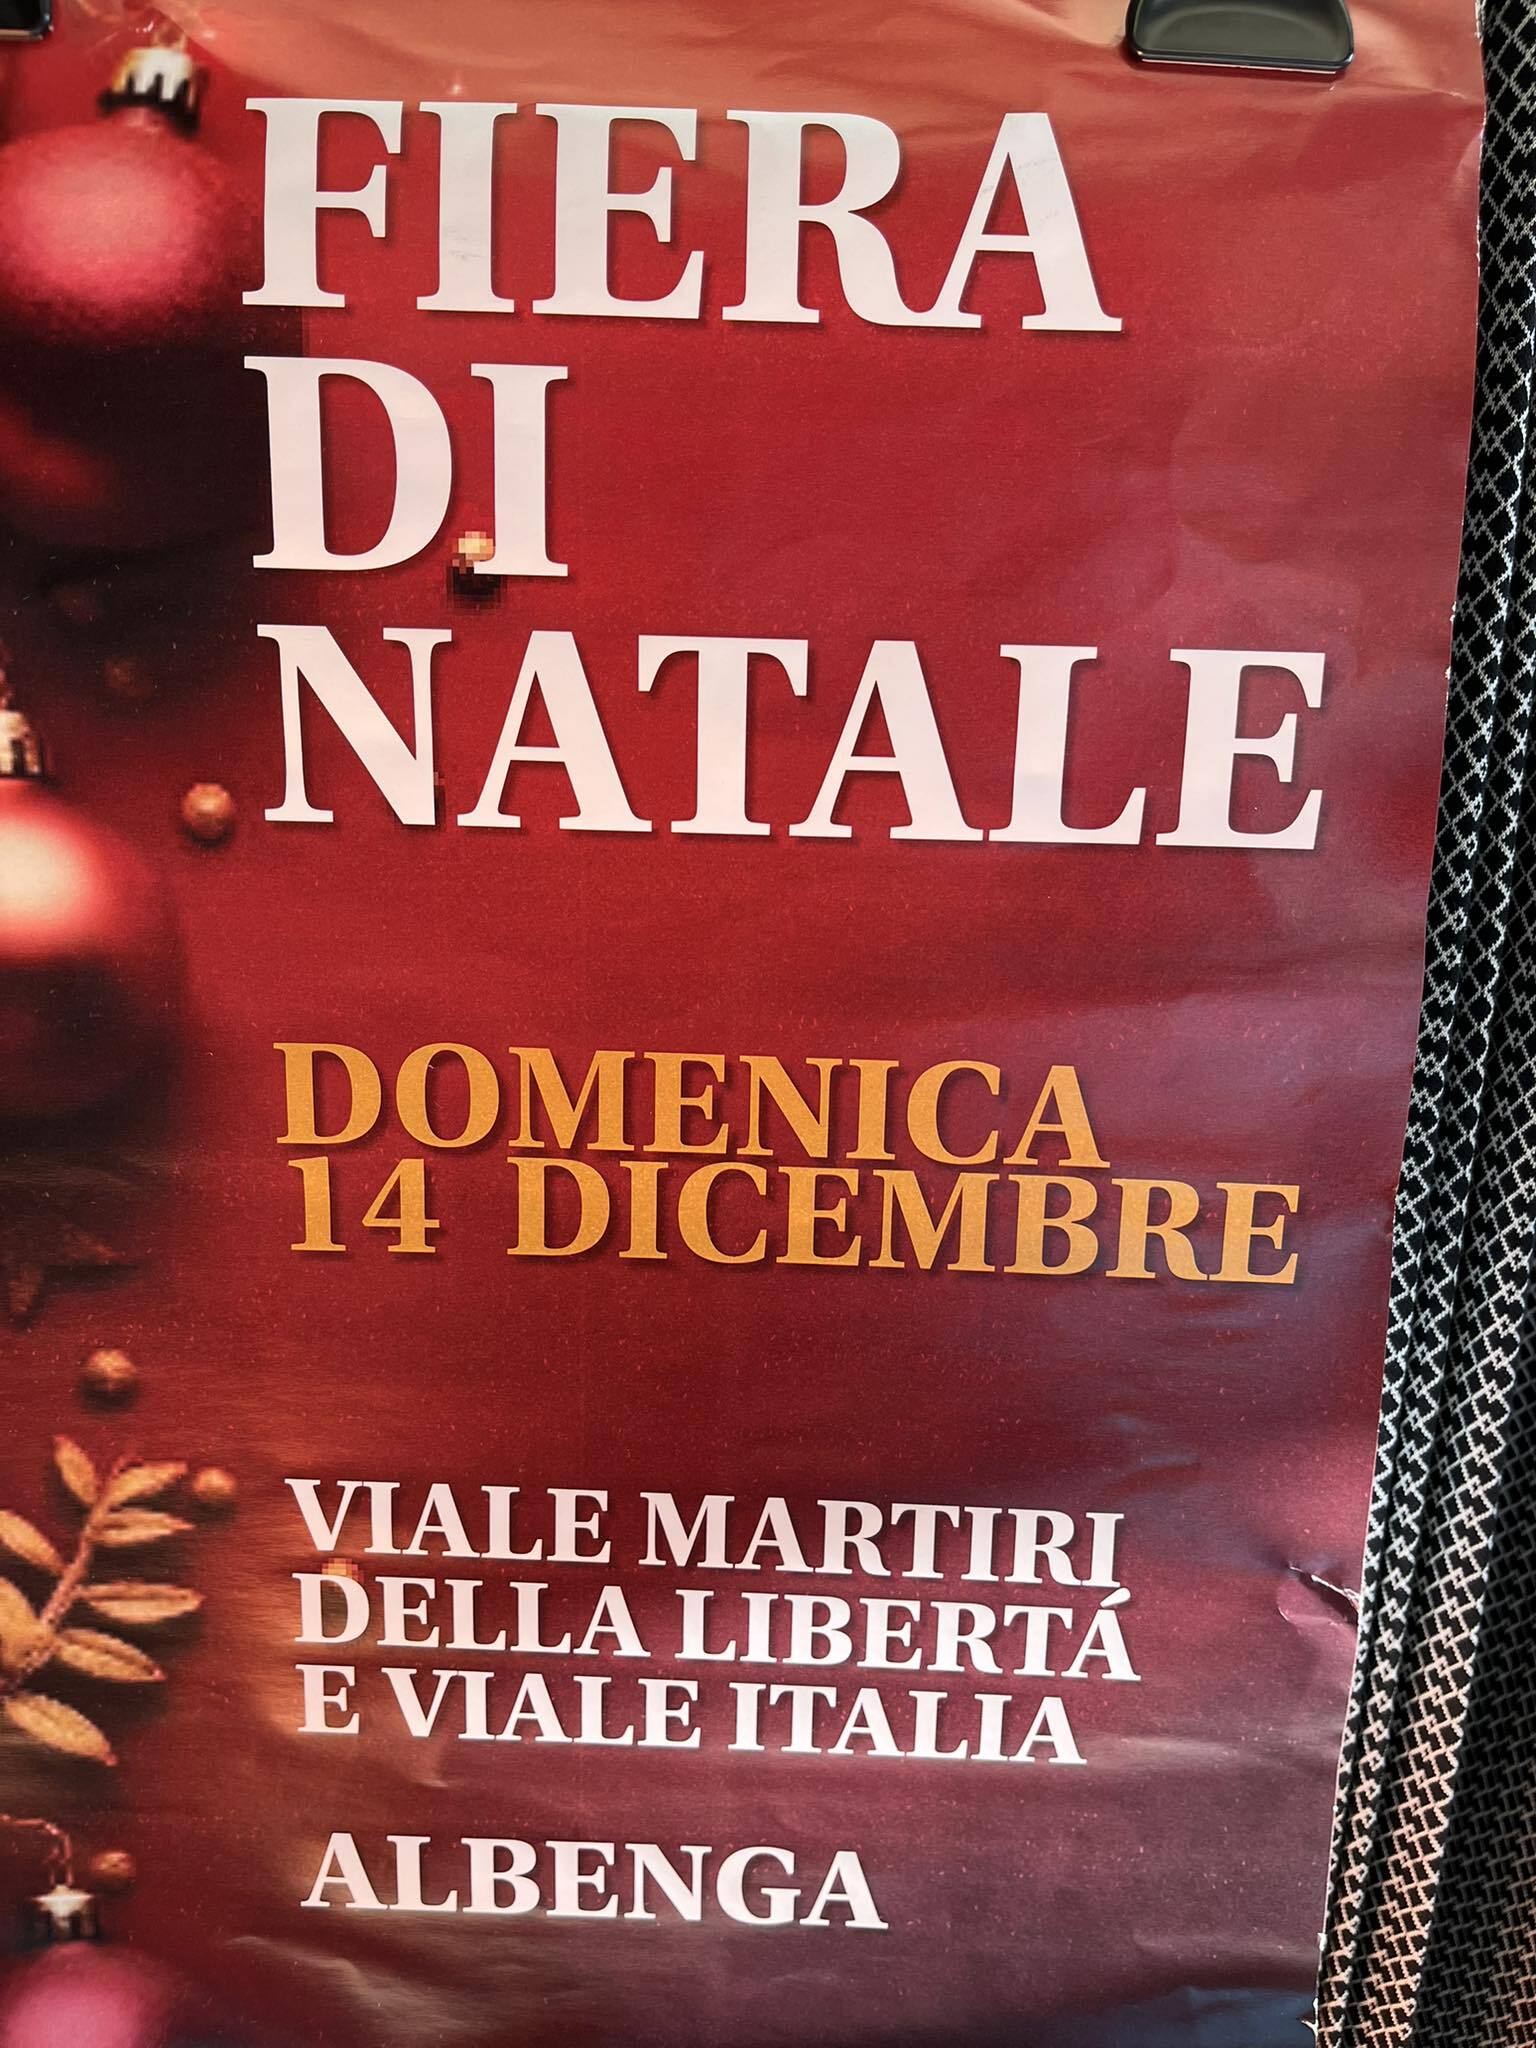 FIERA
DI
NATALE
DOMENICA
14 DICEMBRE
VIALE MARTIRI
DELLA LIBERTÁ
E VIALE ITALIA
ALBENGA